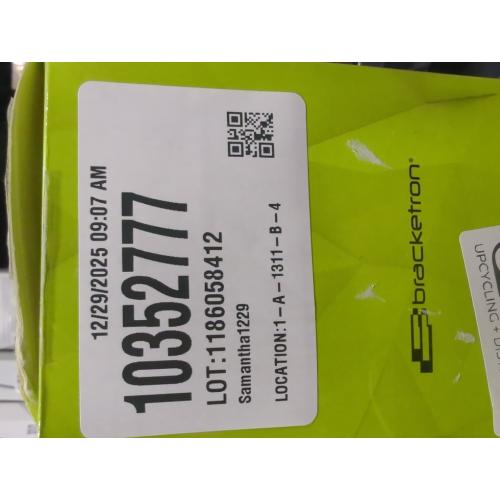 12/29/2025 09:07 AM
10352777
LOT:1186058412
Samantha1229
LOCATION:1-A-1311-B-4
bracketron®
UPCYCLING +